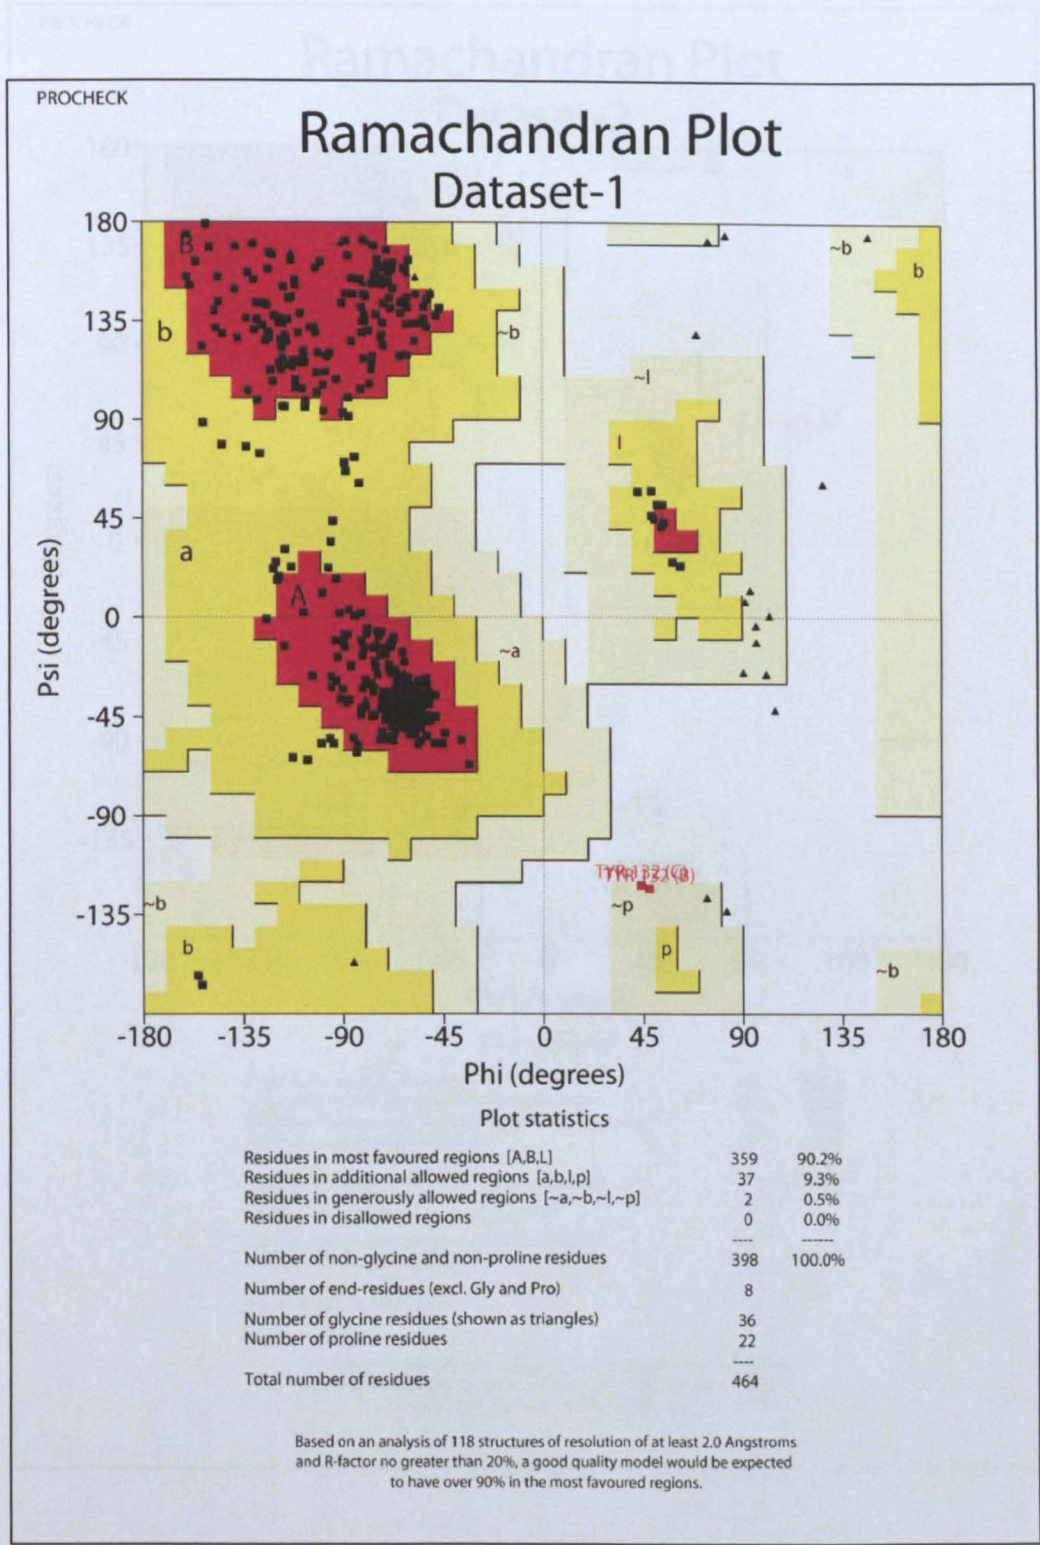 PROCHECK
Ramachandran Plot
Dataset-1
180
135
90
45
0
-45
-90
-135
-180 -135 -90 -45 0 45 90 135 180
Psi (degrees)
Phi (degrees)
B
b
a
A
~b
~a
~l
l
~b
b
~b
b
TYR 132 (C)
TYR 132 (B)
~p
p
~b
Plot statistics
Residues in most favoured regions [A,B,L] 359 90.2%
Residues in additional allowed regions [a,b,l,p] 37 9.3%
Residues in generously allowed regions [~a,~b,~l,~p] 2 0.5%
Residues in disallowed regions 0 0.0%
---- ------
Number of non-glycine and non-proline residues 398 100.0%
Number of end-residues (excl. Gly and Pro) 8
Number of glycine residues (shown as triangles) 36
Number of proline residues 22
----
Total number of residues 464
Based on an analysis of 118 structures of resolution of at least 2.0 Angstroms
and R-factor no greater than 20%, a good quality model would be expected
to have over 90% in the most favoured regions.